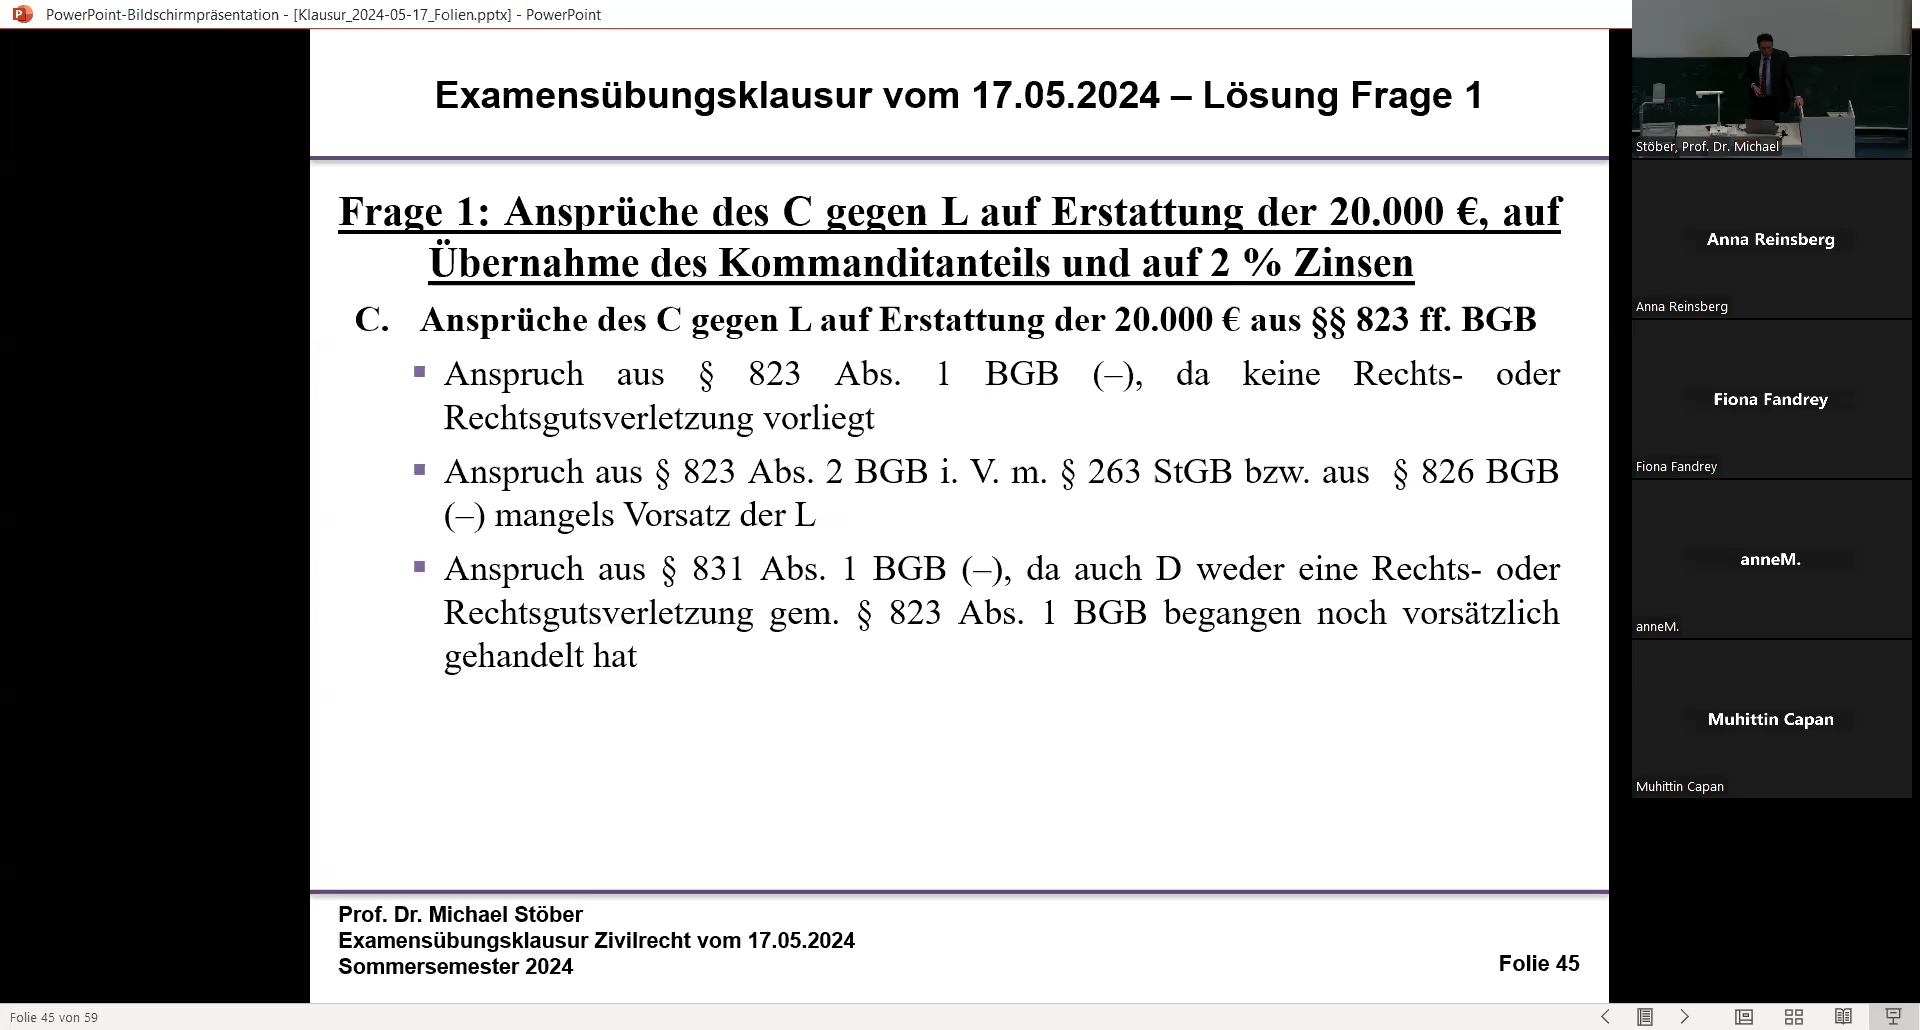 PowerPoint-Bildschirmpräsentation - [Klausur_2024-05-17_Folien.pptx] - PowerPoint
Examensübungsklausur vom 17.05.2024 – Lösung Frage 1
Frage 1: Ansprüche des C gegen L auf Erstattung der 20.000 €, auf
Übernahme des Kommanditanteils und auf 2 % Zinsen
C. Ansprüche des C gegen L auf Erstattung der 20.000 € aus §§ 823 ff. BGB
Anspruch aus § 823 Abs. 1 BGB (–), da keine Rechts- oder
Rechtsgutsverletzung vorliegt
Anspruch aus § 823 Abs. 2 BGB i. V. m. § 263 StGB bzw. aus § 826 BGB
(–) mangels Vorsatz der L
Anspruch aus § 831 Abs. 1 BGB (–), da auch D weder eine Rechts- oder
Rechtsgutsverletzung gem. § 823 Abs. 1 BGB begangen noch vorsätzlich
gehandelt hat
Prof. Dr. Michael Stöber
Examensübungsklausur Zivilrecht vom 17.05.2024
Sommersemester 2024
Folie 45
Stöber, Prof. Dr. Michael
Anna Reinsberg
Anna Reinsberg
Fiona Fandrey
Fiona Fandrey
anneM.
anneM.
Muhittin Capan
Muhittin Capan
Folie 45 von 59